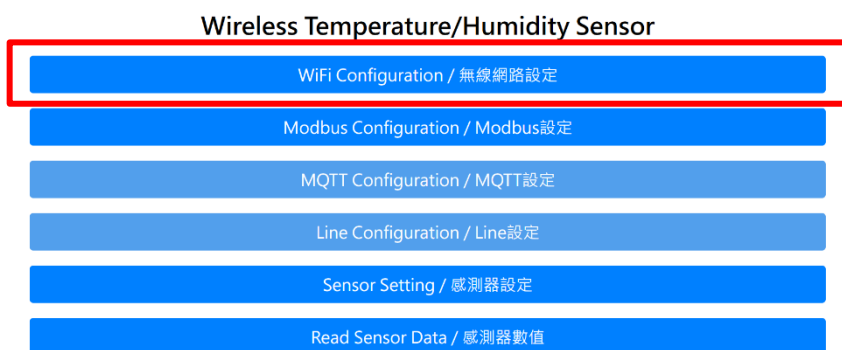 Wireless Temperature/Humidity Sensor
WiFi Configuration / 無線網路設定
Modbus Configuration / Modbus設定
MQTT Configuration / MQTT設定
Line Configuration / Line設定
Sensor Setting / 感測器設定
Read Sensor Data / 感測器數值